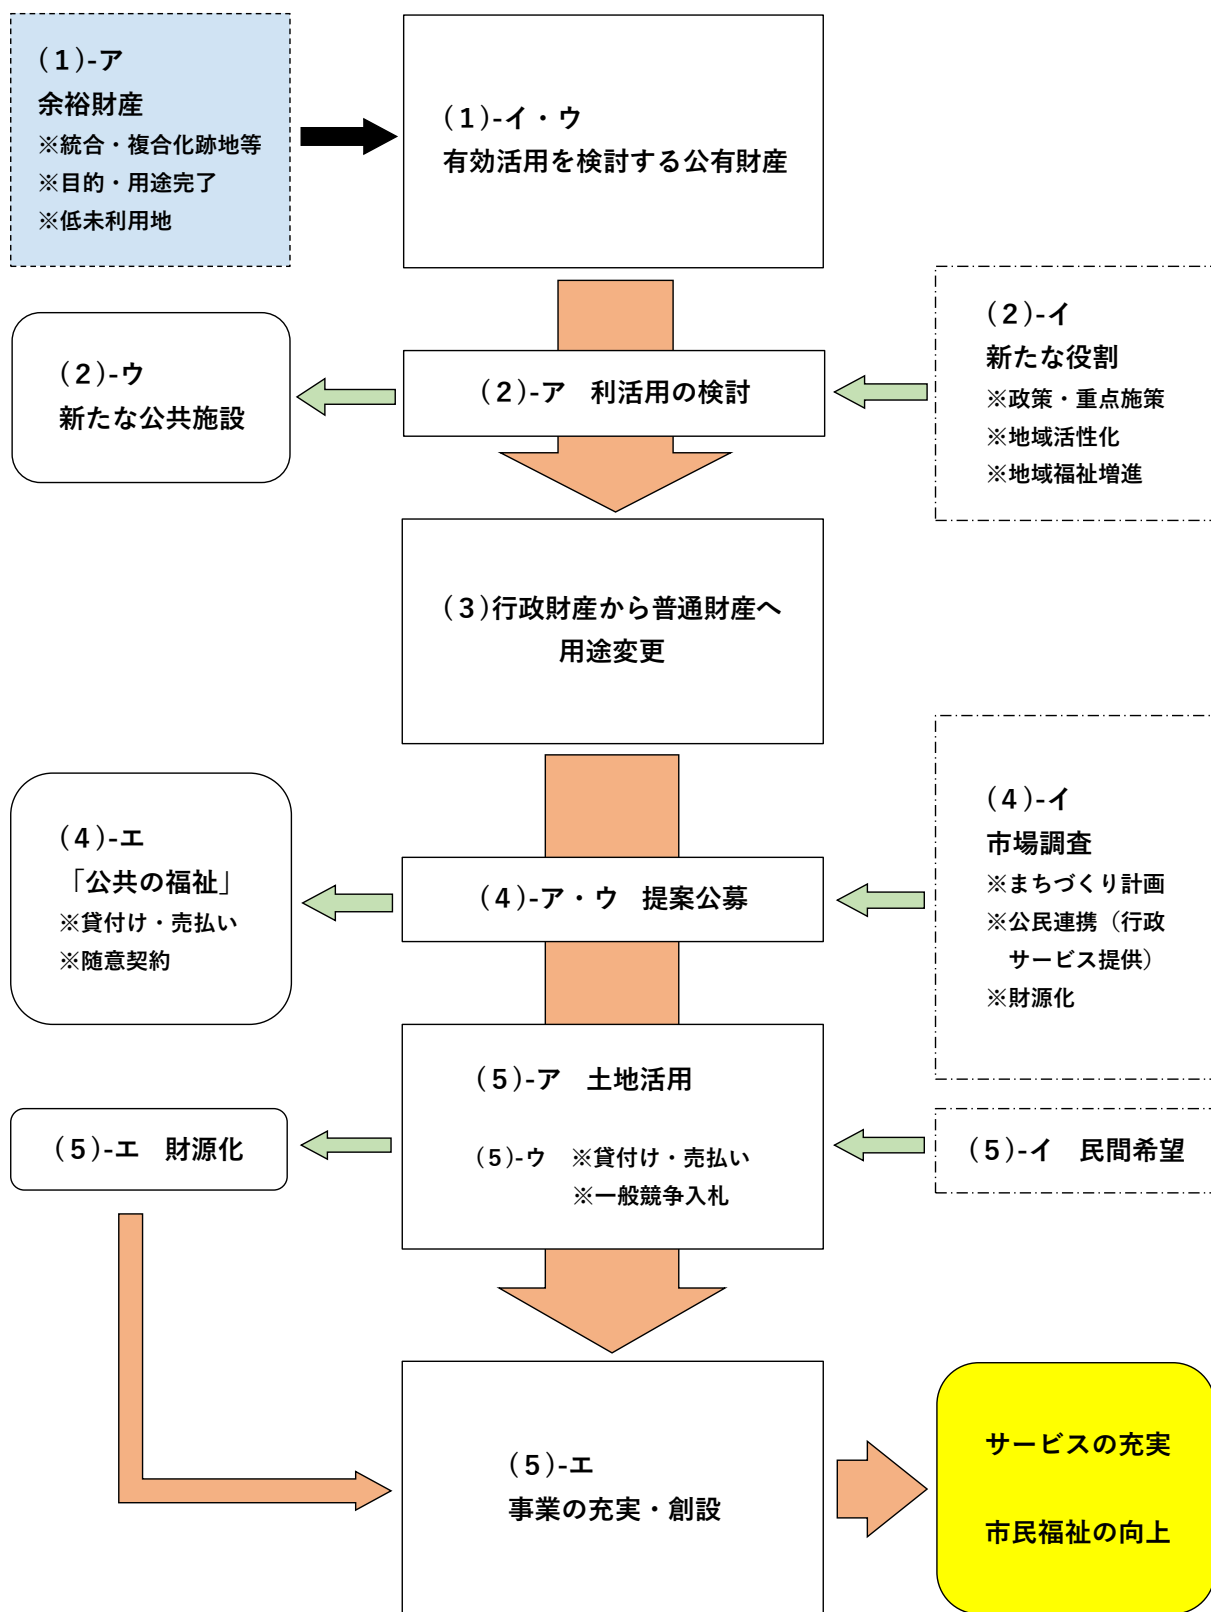 (1)-ア
余裕財産
※統合・複合化跡地等
※目的・用途完了
※低未利用地
(1)-イ・ウ
有効活用を検討する公有財産
(2)-イ
新たな役割
※政策・重点施策
※地域活性化
※地域福祉増進
(2)-ア　利活用の検討
(2)-ウ
新たな公共施設
(3)行政財産から普通財産へ
用途変更
(4)-イ
市場調査
※まちづくり計画
※公民連携（行政
サービス提供）
※財源化
(4)-ア・ウ　提案公募
(4)-エ
「公共の福祉」
※貸付け・売払い
※随意契約
(5)-ア　土地活用
(5)-ウ　※貸付け・売払い
※一般競争入札
(5)-イ　民間希望
(5)-エ　財源化
(5)-エ
事業の充実・創設
サービスの充実
市民福祉の向上